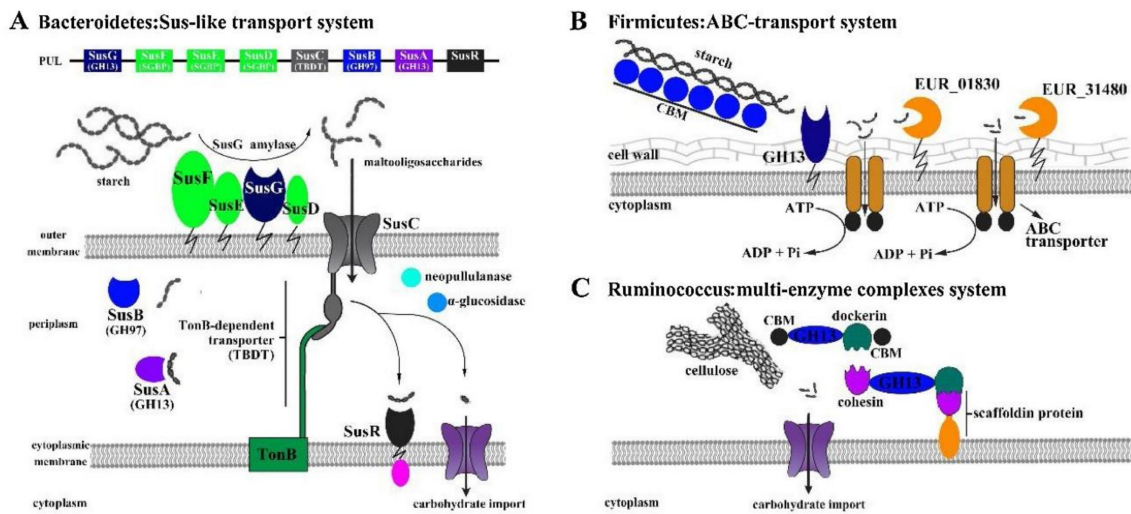 A Bacteroidetes:Sus-like transport system
PUL
SusG
(GH13)
SusF
(SGBP)
SusE
(SGBP)
SusD
(SGBP)
SusC
(TBDT)
SusB
(GH97)
SusA
(GH13)
SusR
starch
SusG amylase
maltooligosaccharides
SusF
SusE
SusG
SusD
SusC
outer
membrane
neopullulanase
α-glucosidase
SusB
(GH97)
periplasm
TonB-dependent
transporter
(TBDT)
SusA
(GH13)
SusR
cytoplasmic
membrane
TonB
cytoplasm
carbohydrate import
B Firmicutes:ABC-transport system
starch
CBM
EUR_01830
EUR_31480
cell wall
GH13
cytoplasm
ATP
ADP + Pi
ATP
ADP + Pi
ABC
transporter
C Ruminococcus:multi-enzyme complexes system
CBM
GH13
dockerin
CBM
cellulose
GH13
cohesin
scaffoldin protein
cytoplasm
carbohydrate import